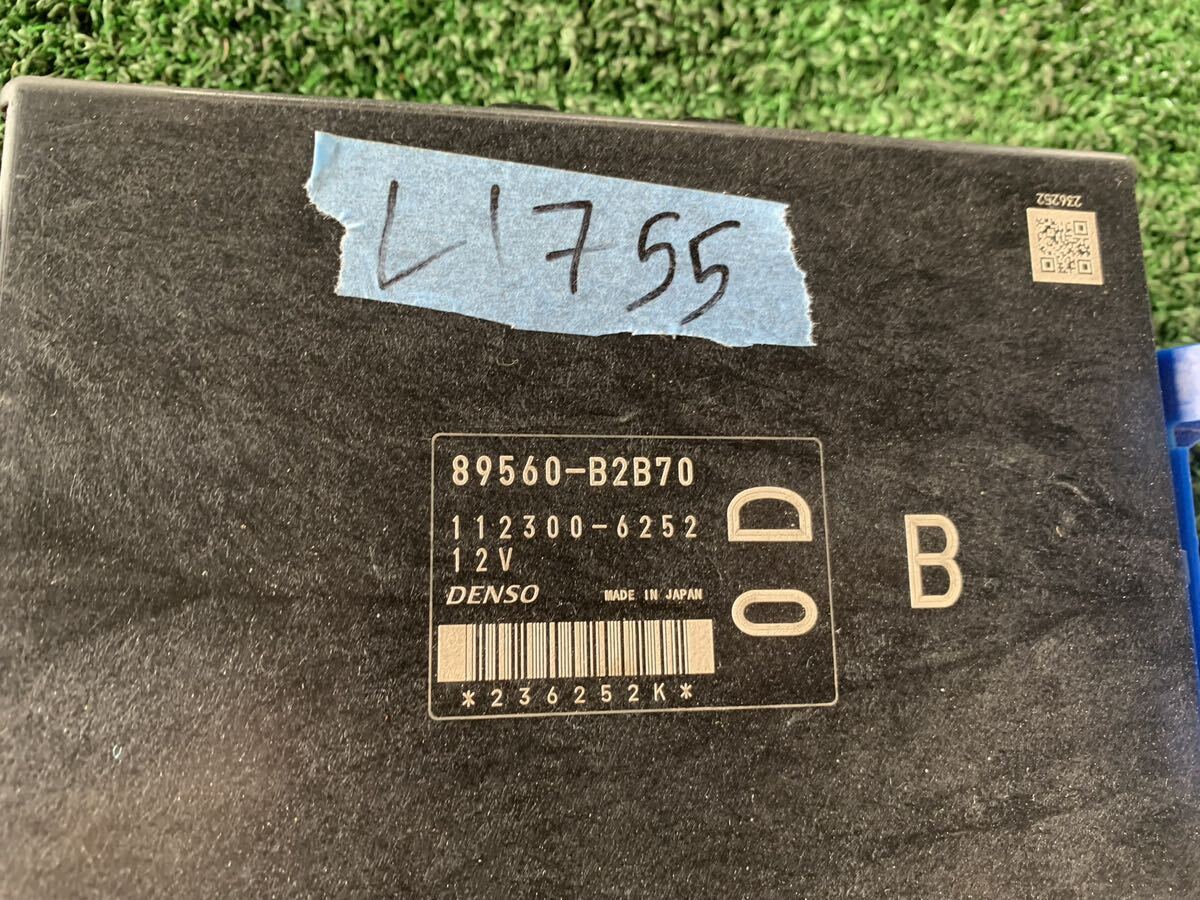 L1755
236252
89560-B2B70
112300-6252
12V
DENSO MADE IN JAPAN
*236252K*
0D
B